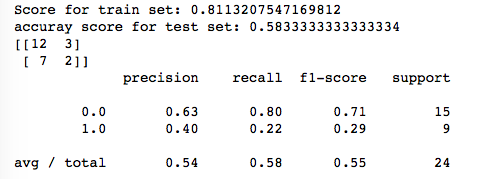 Score for train set: 0.8113207547169812
accuray score for test set: 0.5833333333333334
[[12  3]
 [ 7  2]]
             precision    recall  f1-score   support

        0.0       0.63      0.80      0.71        15
        1.0       0.40      0.22      0.29         9

avg / total       0.54      0.58      0.55        24